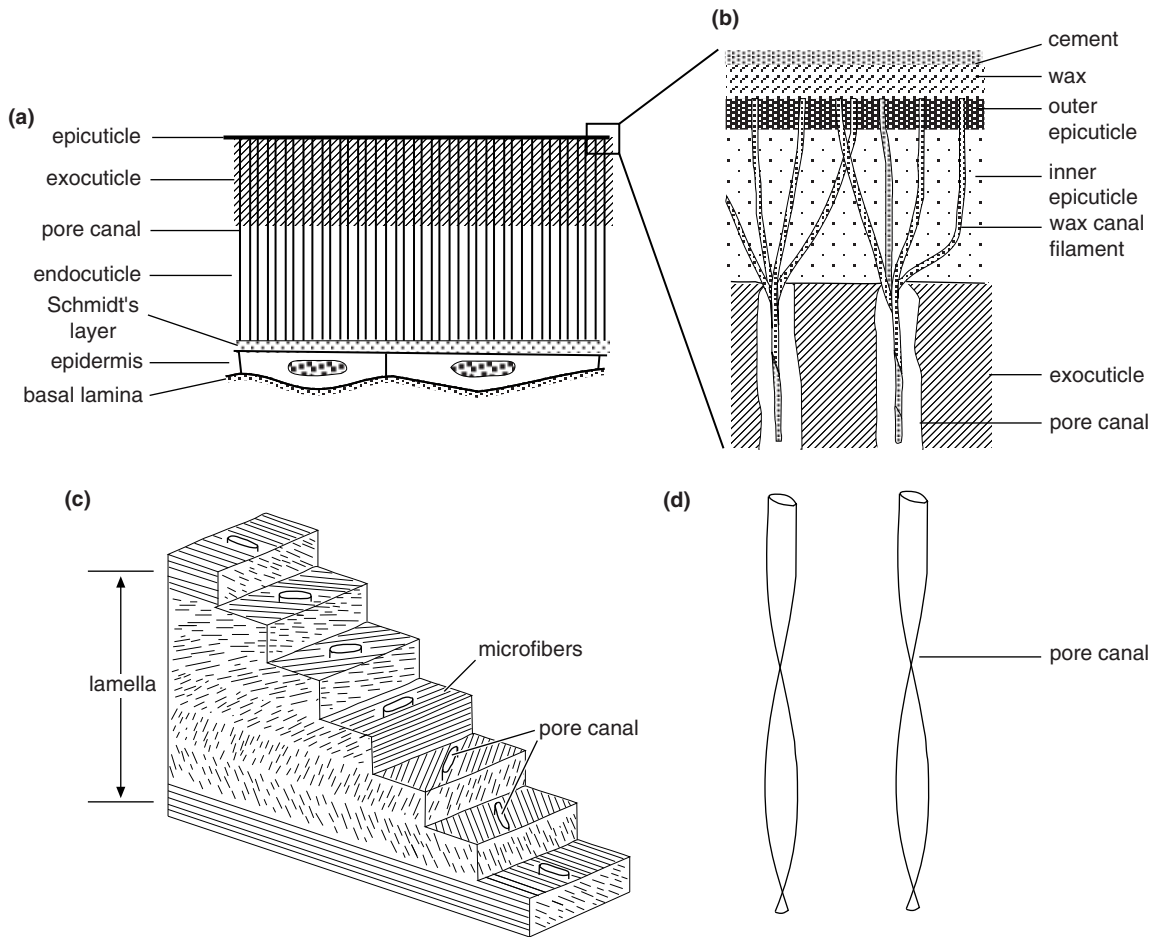 (a)
epicuticle
exocuticle
pore canal
endocuticle
Schmidt's
layer
epidermis
basal lamina
(b)
cement
wax
outer
epicuticle
inner
epicuticle
wax canal
filament
exocuticle
pore canal
(c)
lamella
microfibers
pore canal
(d)
pore canal